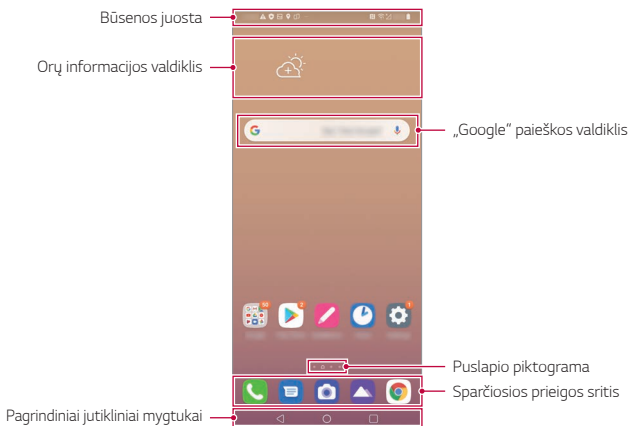 Būsenos juosta
Orų informacijos valdiklis
„Google“ paieškos valdiklis
Puslapio piktograma
Sparčiosios prieigos sritis
Pagrindiniai jutikliniai mygtukai